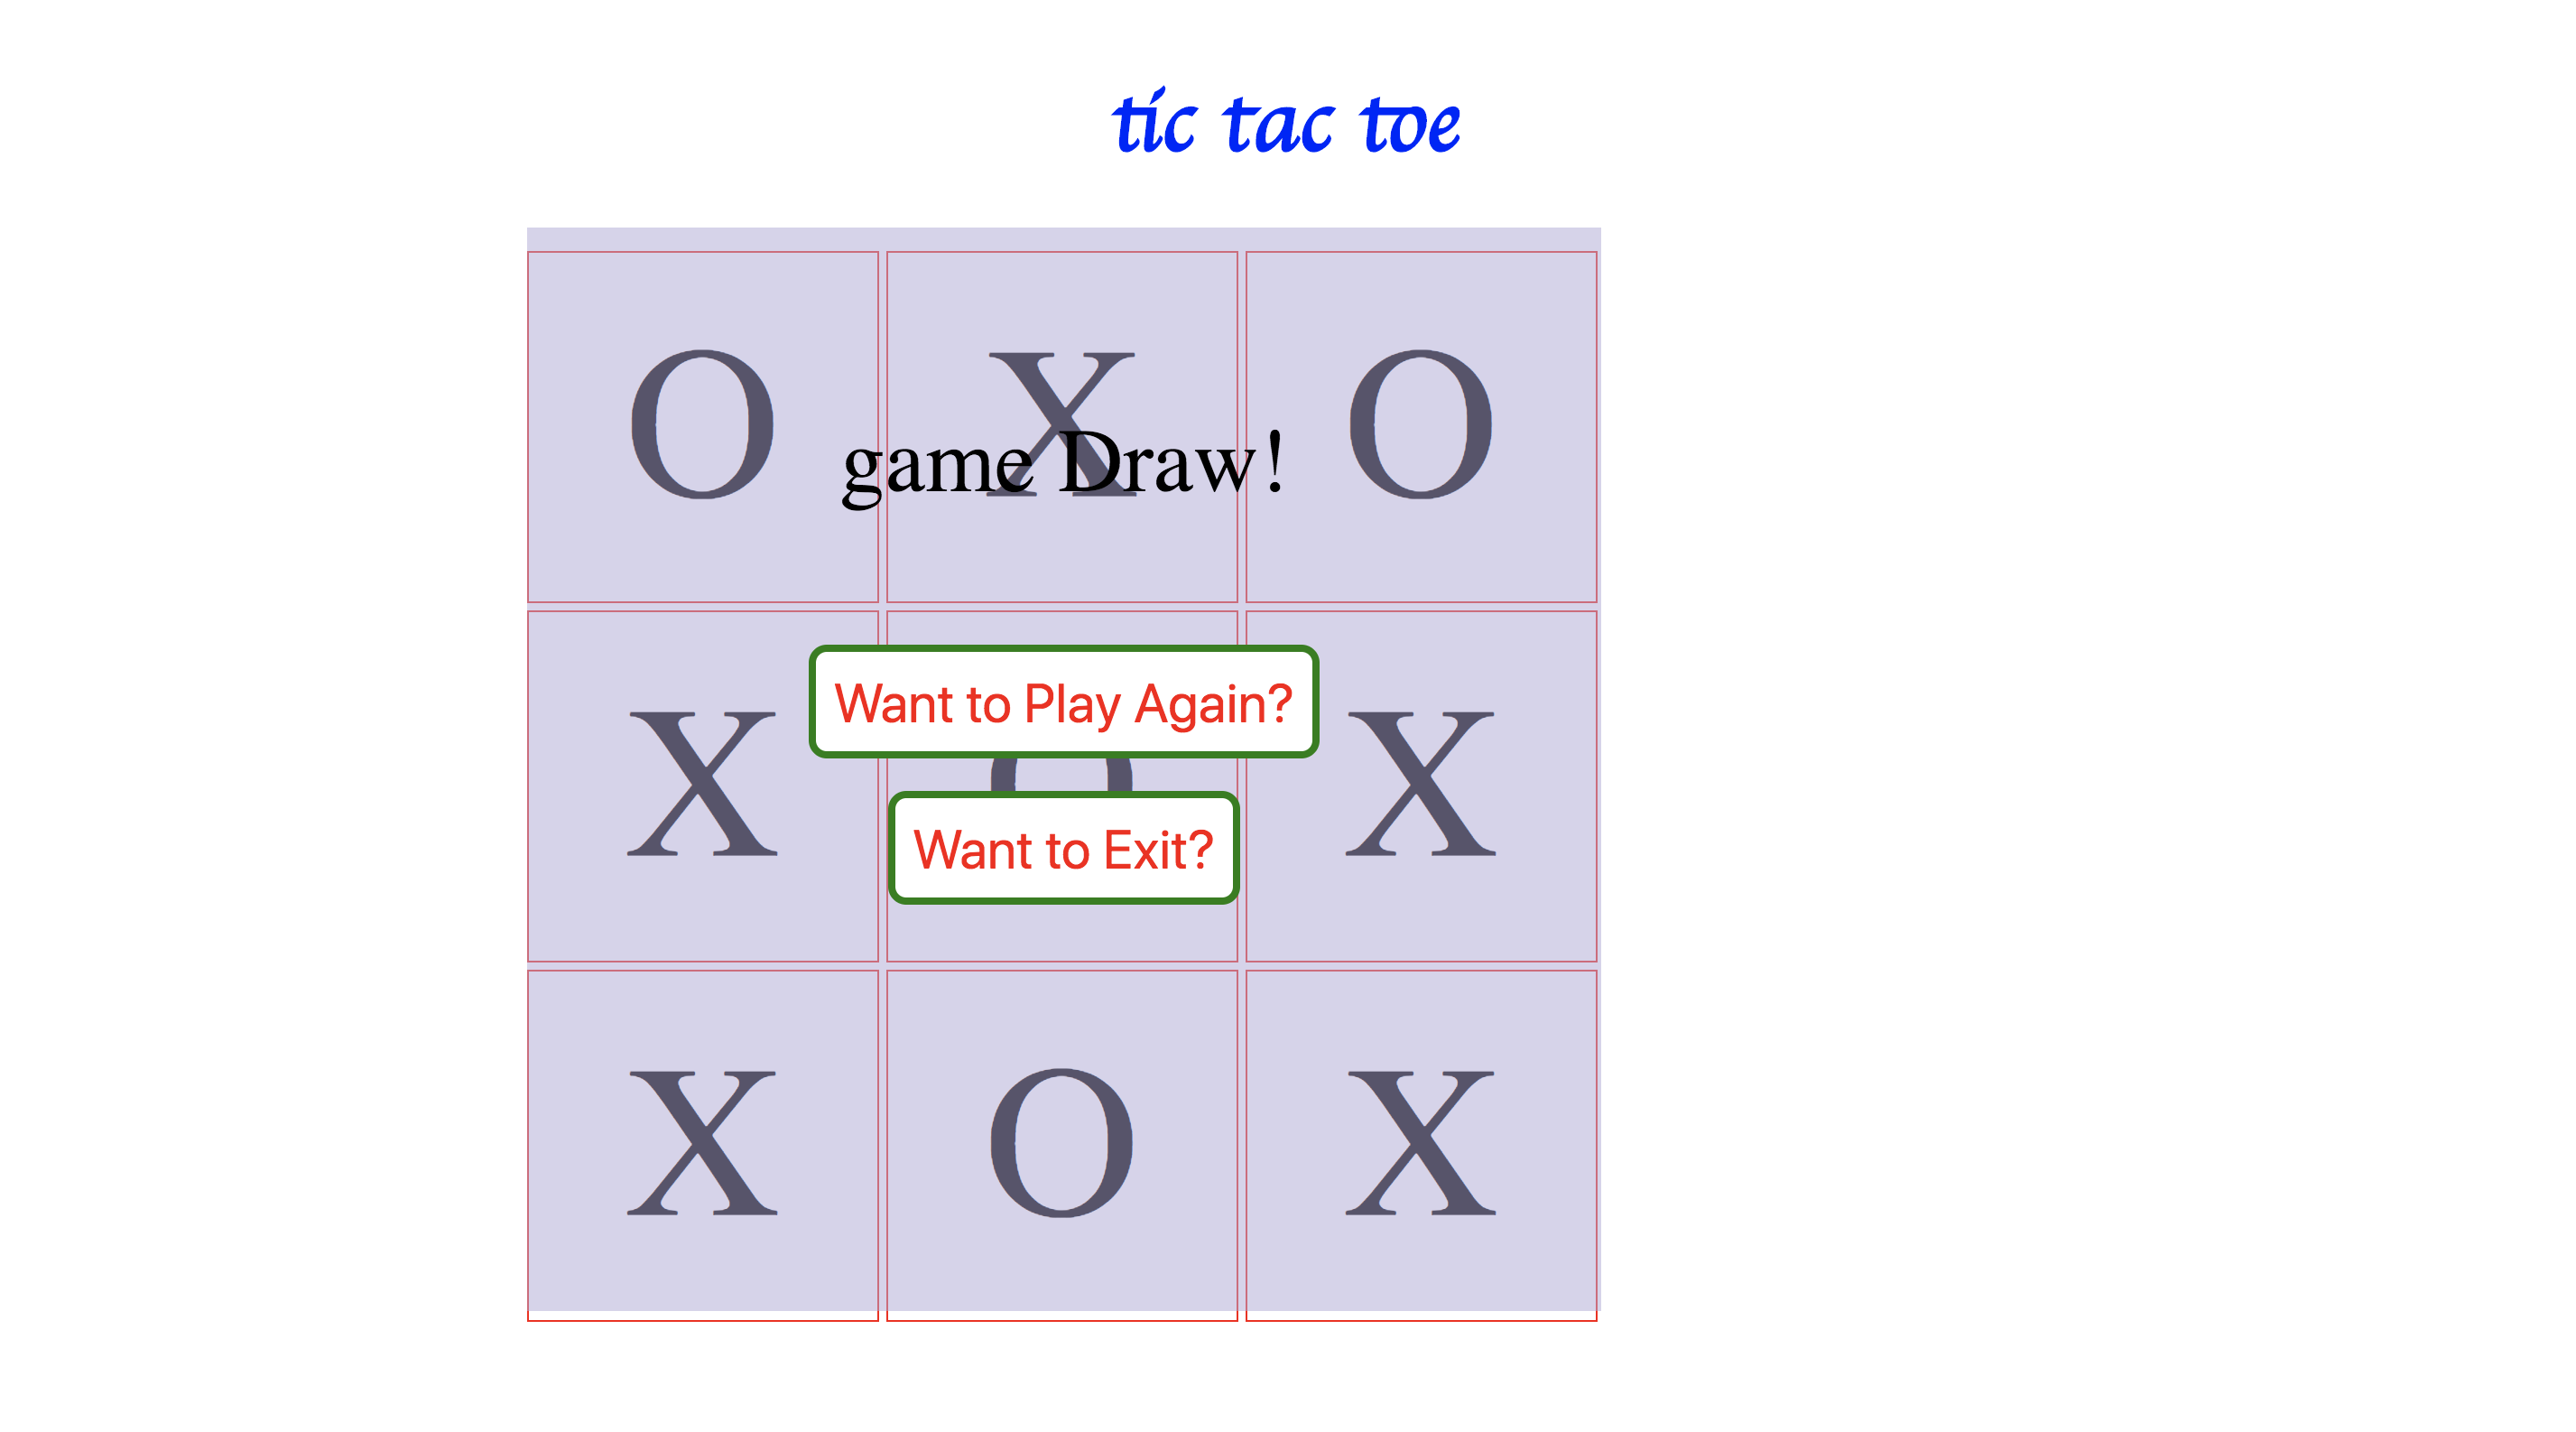 tic tac toe
O X O
game Draw!
Want to Play Again?
X O X
Want to Exit?
X O X